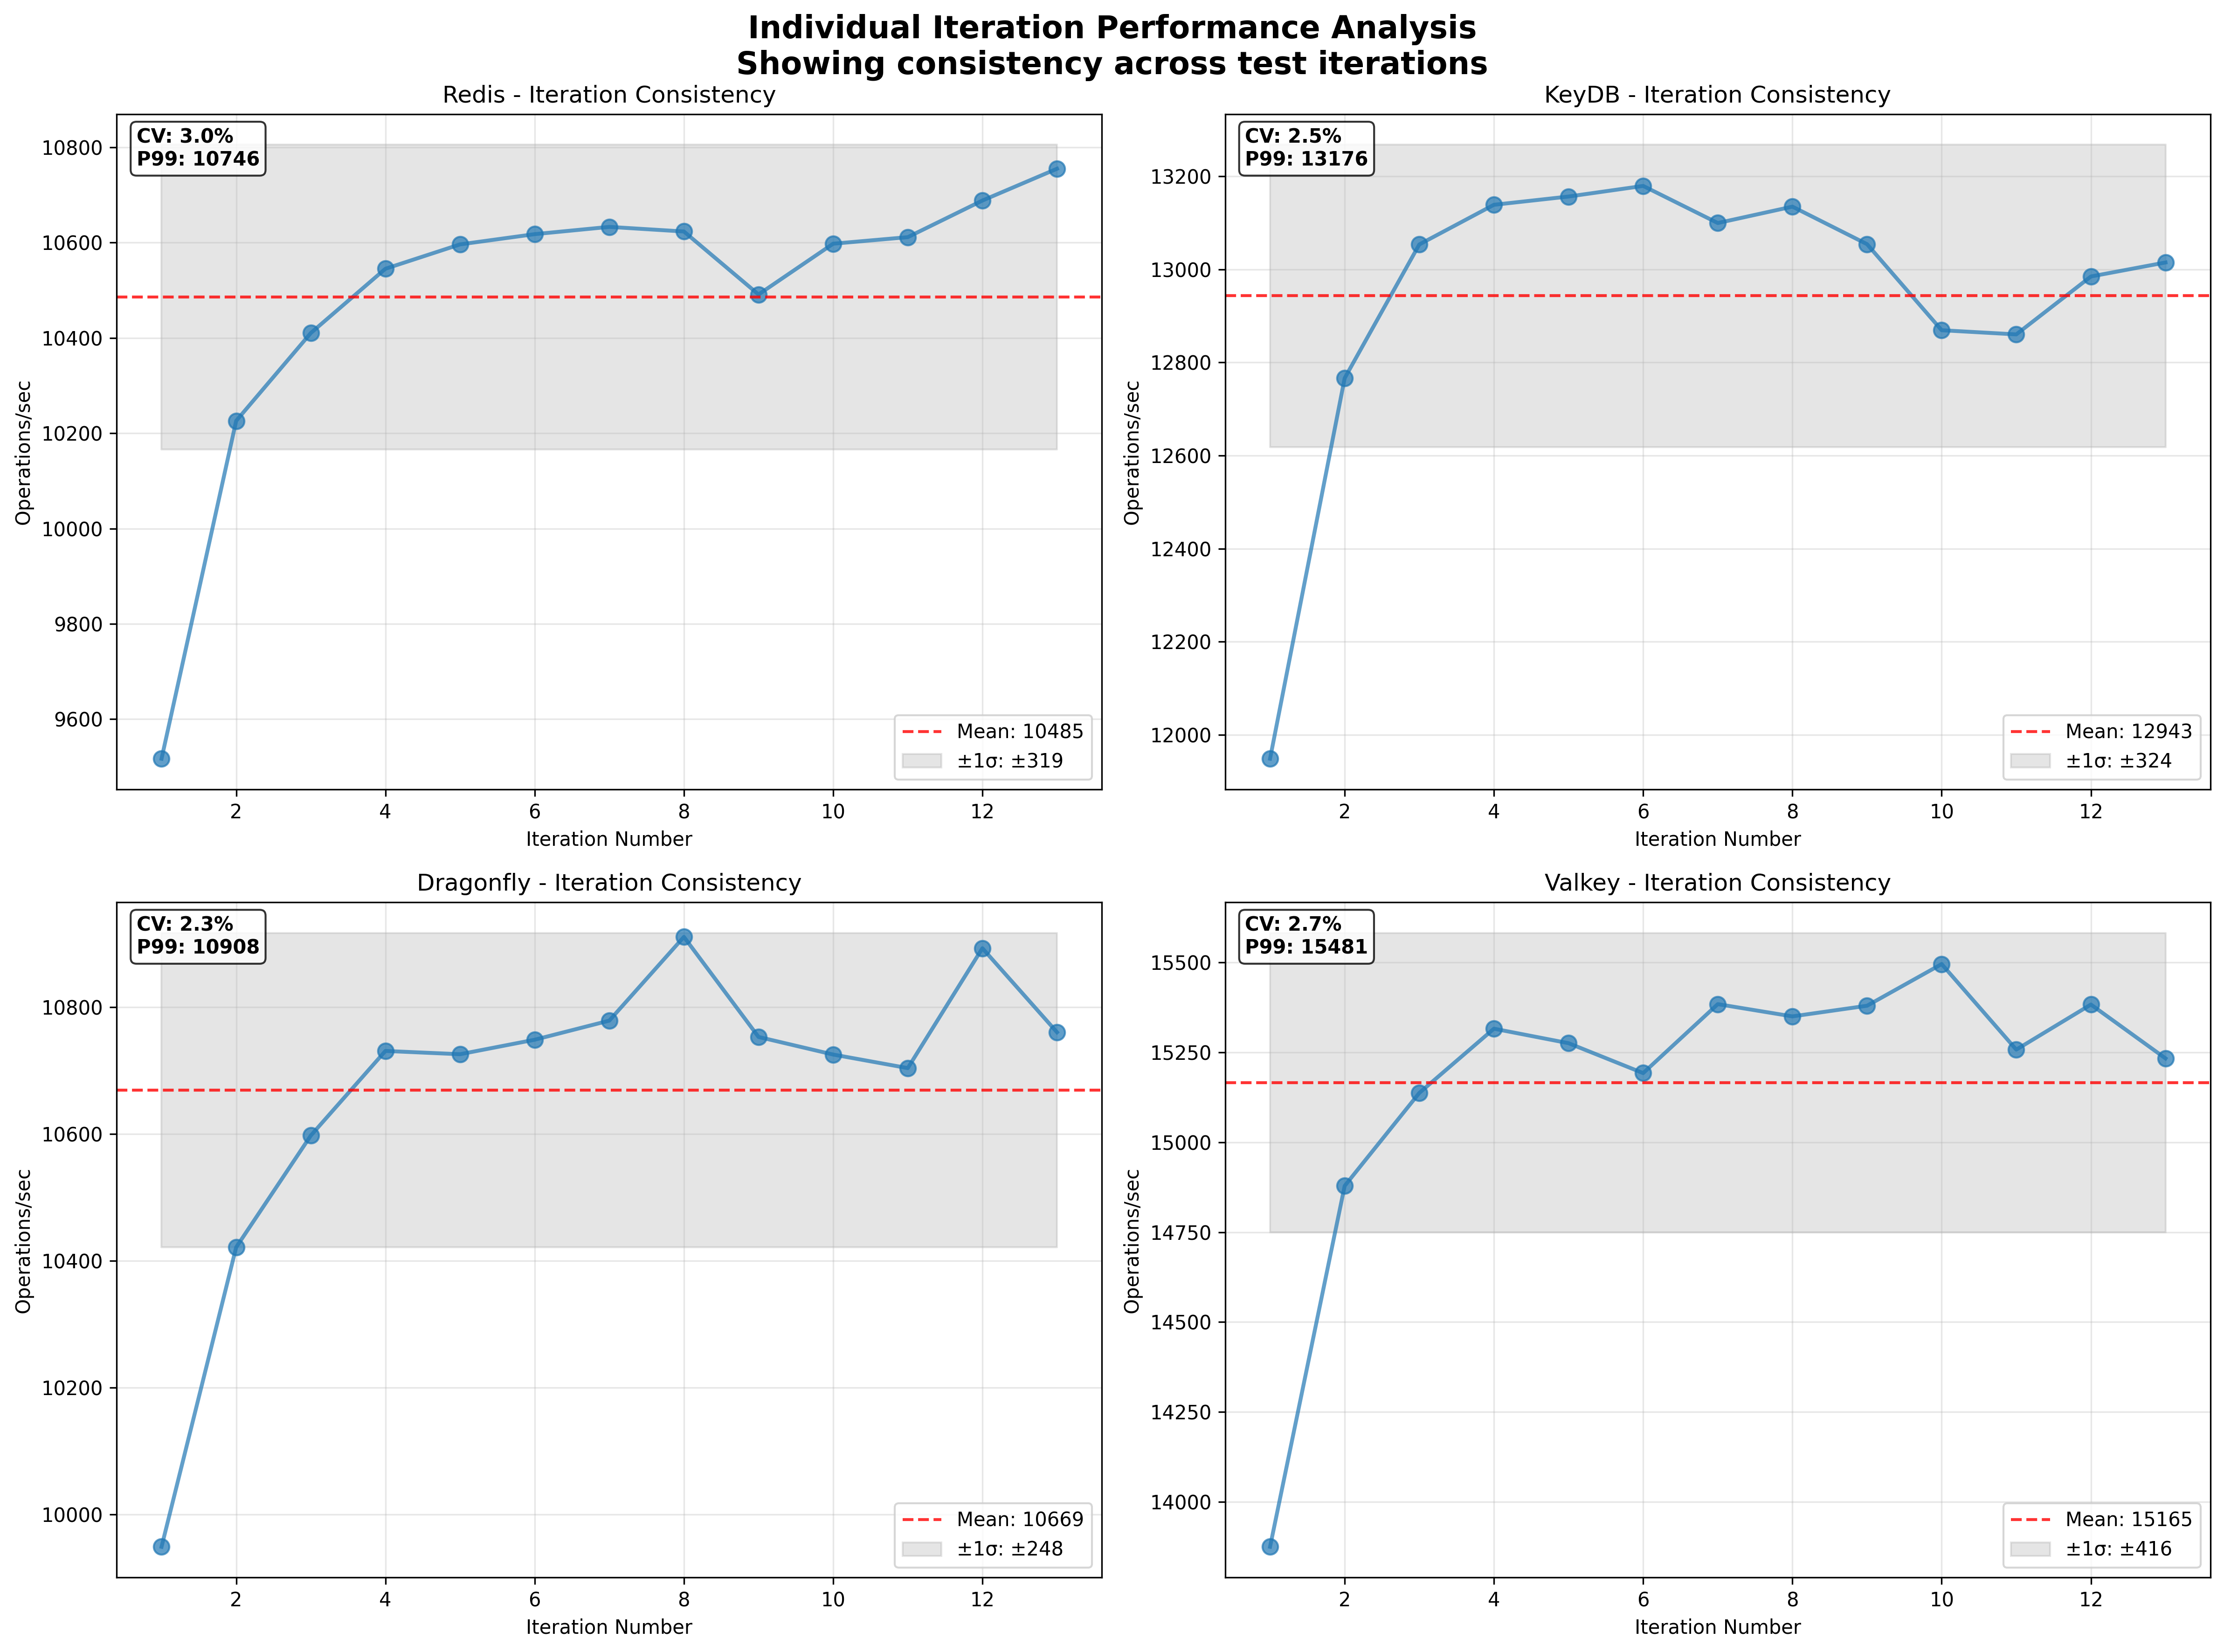 Individual Iteration Performance Analysis
Showing consistency across test iterations
Redis - Iteration Consistency
CV: 3.0%
P99: 10746
10800
10600
10400
10200
10000
9800
9600
Operations/sec
Mean: 10485
±1σ: ±319
2 4 6 8 10 12
Iteration Number
KeyDB - Iteration Consistency
CV: 2.5%
P99: 13176
13200
13000
12800
12600
12400
12200
12000
Operations/sec
Mean: 12943
±1σ: ±324
2 4 6 8 10 12
Iteration Number
Dragonfly - Iteration Consistency
CV: 2.3%
P99: 10908
10800
10600
10400
10200
10000
Operations/sec
Mean: 10669
±1σ: ±248
2 4 6 8 10 12
Iteration Number
Valkey - Iteration Consistency
CV: 2.7%
P99: 15481
15500
15250
15000
14750
14500
14250
14000
Operations/sec
Mean: 15165
±1σ: ±416
2 4 6 8 10 12
Iteration Number